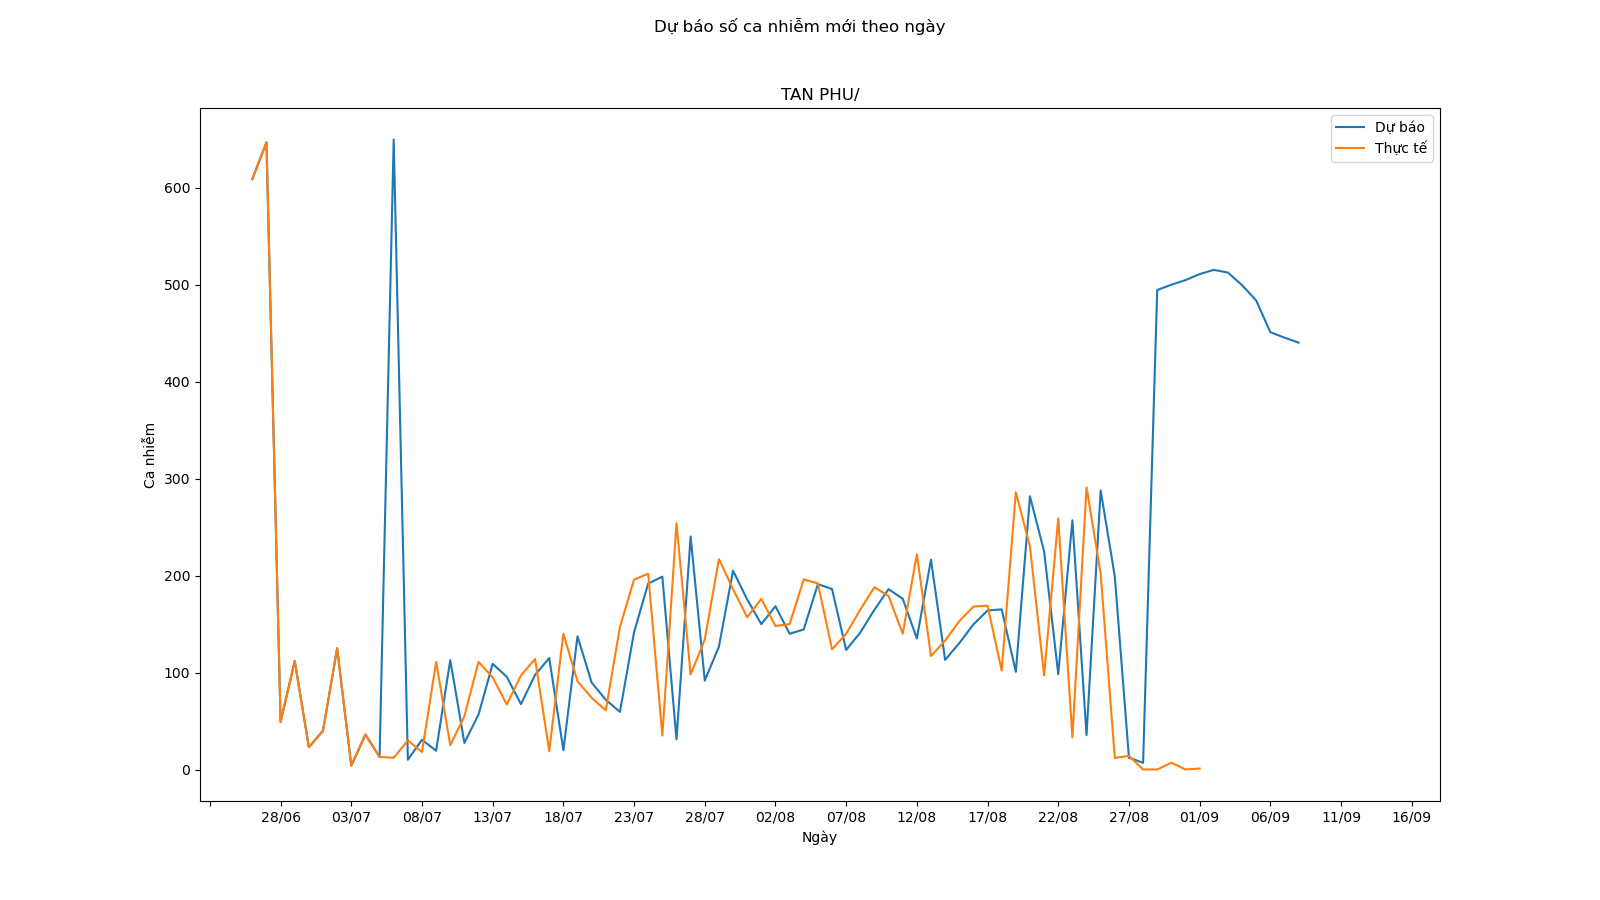 Dự báo số ca nhiễm mới theo ngày
TAN PHU/
Dự báo
Thực tế
600
500
400
300
200
100
0
Ca nhiễm
28/06 03/07 08/07 13/07 18/07 23/07 28/07 02/08 07/08 12/08 17/08 22/08 27/08 01/09 06/09 11/09 16/09
Ngày